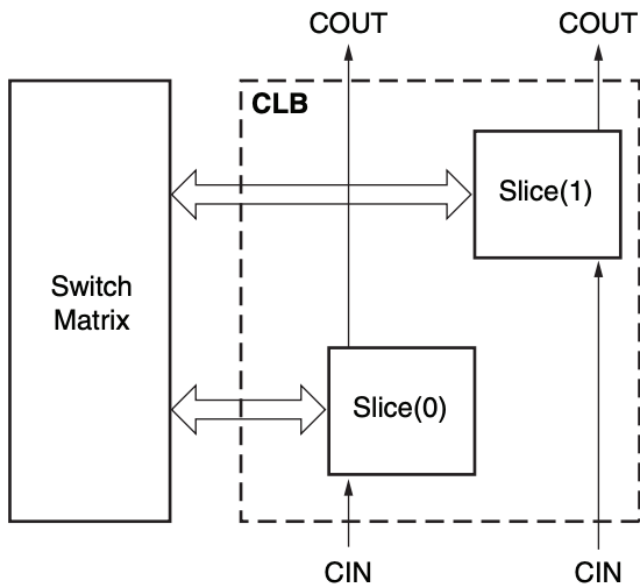 COUT
COUT
CLB
Slice(1)
Switch
Matrix
Slice(0)
CIN
CIN